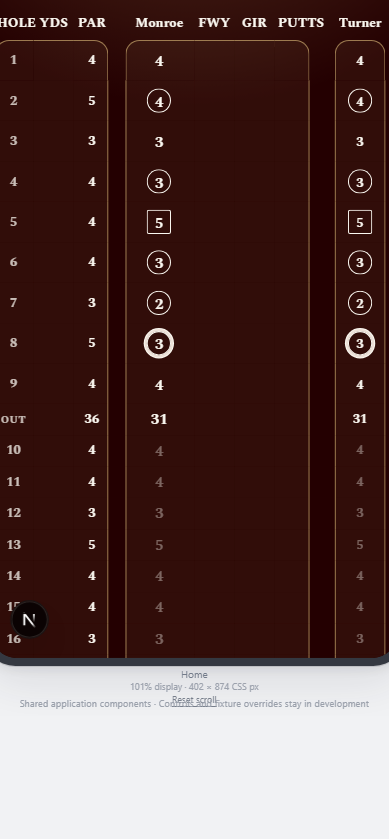 HOLE YDS PAR Monroe FWY GIR PUTTS Turner
1 4 4 4
2 5 4 4
3 3 3 3
4 4 3 3
5 4 5 5
6 4 3 3
7 3 2 2
8 5 3 3
9 4 4 4
OUT 36 31 31
10 4 4 4
11 4 4 4
12 3 3 3
13 5 5 5
14 4 4 4
15 4 4 4
N
16 3 3 3
Home
101% display · 402 × 874 CSS px
Reset scroll
Shared application components · Controls and fixture overrides stay in development